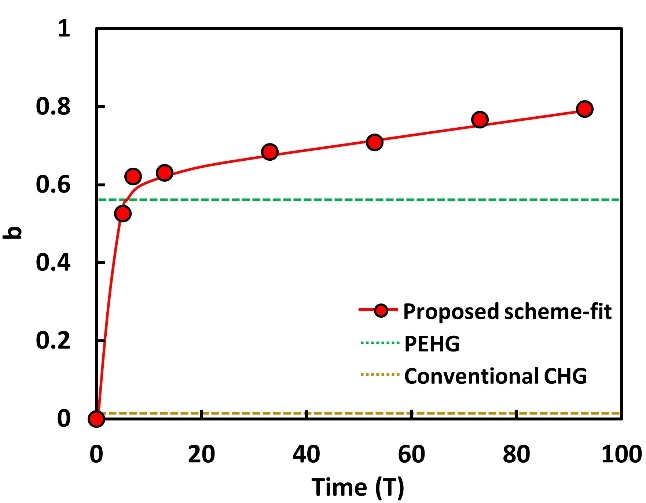 1
0.8
0.6
0.4
0.2
0
b
0 20 40 60 80 100
Time (T)
Proposed scheme-fit
PEHG
Conventional CHG